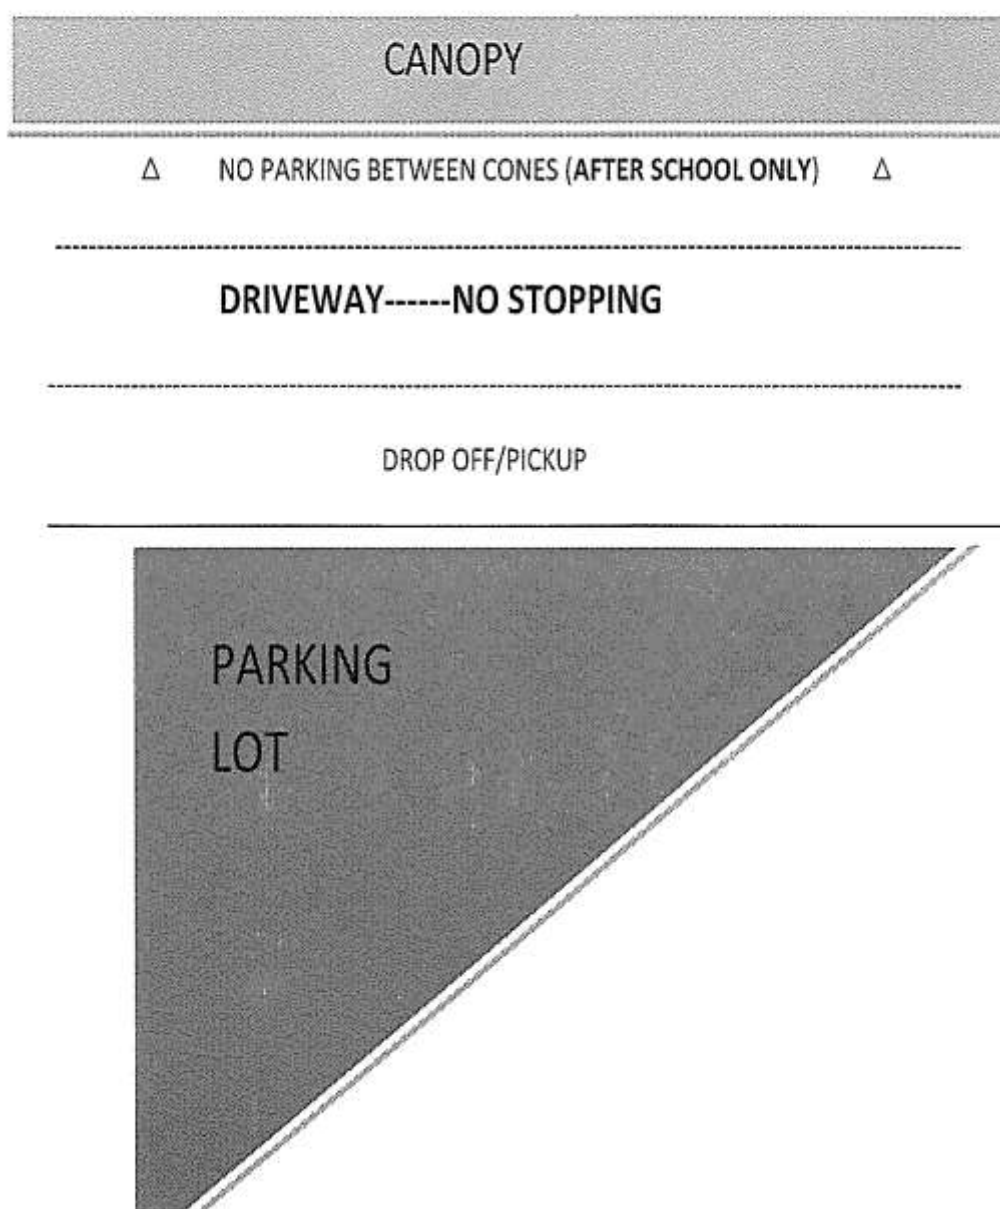 CANOPY
Δ NO PARKING BETWEEN CONES (AFTER SCHOOL ONLY) Δ
DRIVEWAY------NO STOPPING
DROP OFF/PICKUP
PARKING
LOT